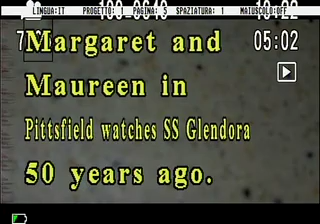 LINGUA:IT PROGETTO: 1 PAGINA: 5 SPAZIATURA: 1 MAIUSCOLO:OFF
Margaret and
05:02
Maureen in
Pittsfield watches SS Glendora
50 years ago.